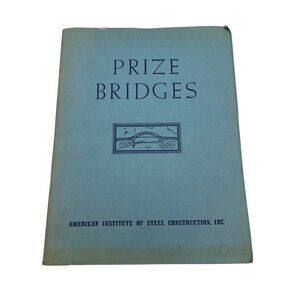 PRIZE
BRIDGES
AMERICAN INSTITUTE OF STEEL CONSTRUCTION, INC.